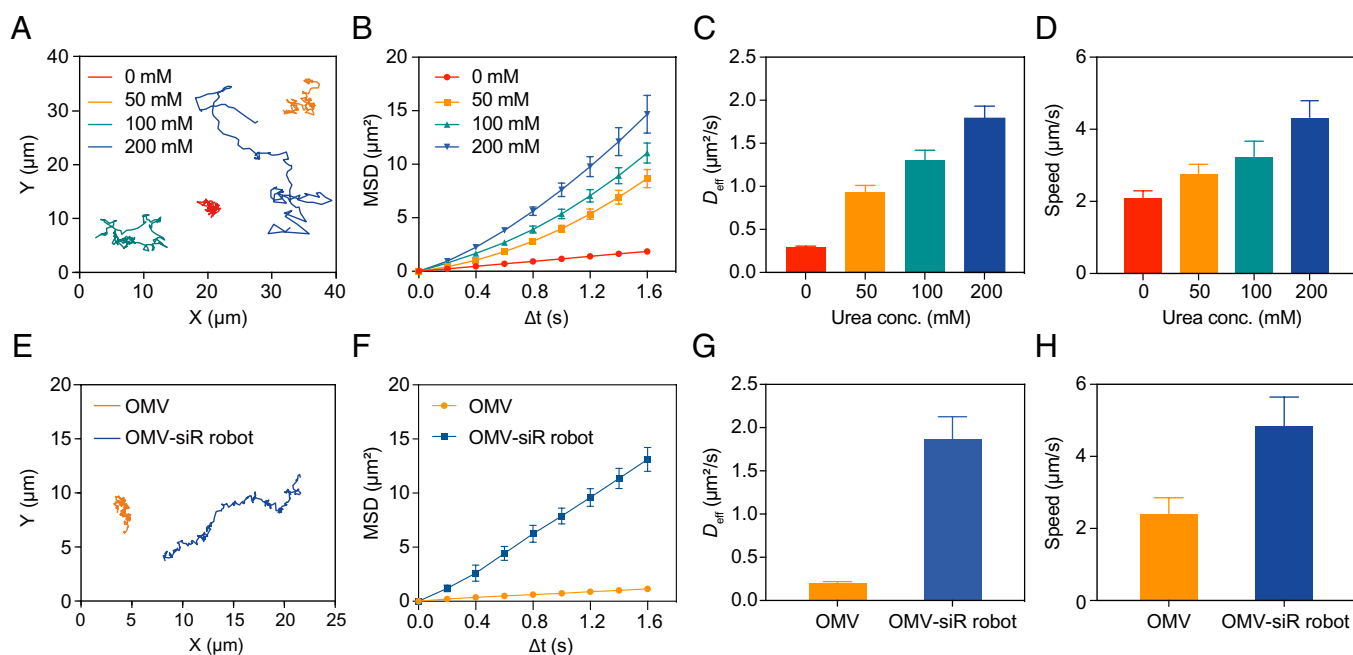 A
40
30
20
10
0
Y (µm)
0 mM
50 mM
100 mM
200 mM
0
10
20
30
40
X (µm)
B
20
15
10
5
0
MSD (µm²)
0 mM
50 mM
100 mM
200 mM
0.0
0.4
0.8
1.2
1.6
Δt (s)
C
2.5
2.0
1.5
1.0
0.5
0.0
Deff (µm²/s)
0
50
100
200
Urea conc. (mM)
D
6
4
2
0
Speed (µm/s)
0
50
100
200
Urea conc. (mM)
E
20
15
10
5
0
Y (µm)
OMV
OMV-siR robot
0
5
10
15
20
25
X (µm)
F
20
15
10
5
0
MSD (µm²)
OMV
OMV-siR robot
0.0
0.4
0.8
1.2
1.6
Δt (s)
G
2.5
2.0
1.5
1.0
0.5
0.0
Deff (µm²/s)
OMV
OMV-siR robot
H
6
4
2
0
Speed (µm/s)
OMV
OMV-siR robot